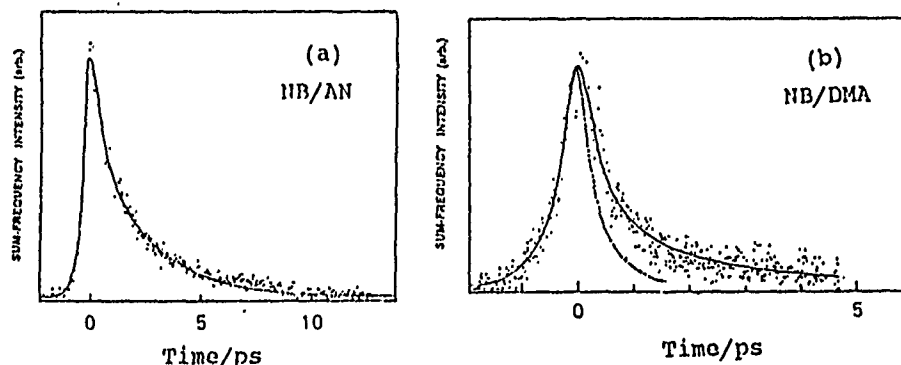 SUM-FREQUENCY INTENSITY (arb.)
(a)
NB/AN
0
5
10
Time/ps
SUM-FREQUENCY INTENSITY (arb.)
(b)
NB/DMA
0
5
Time/ps